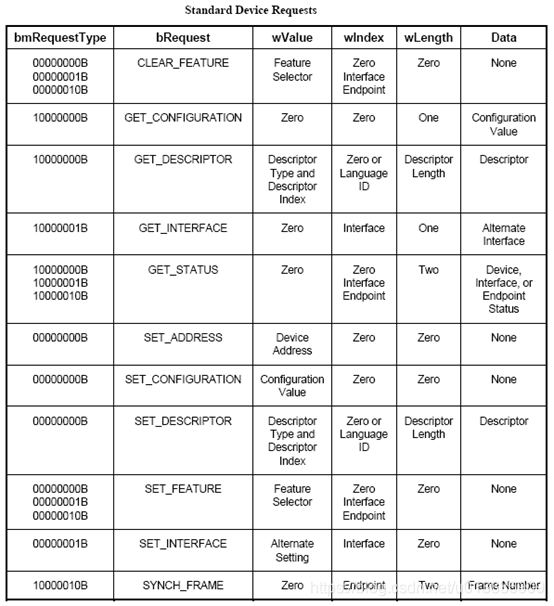 Standard Device Requests
bmRequestType bRequest wValue wIndex wLength Data
00000000B CLEAR_FEATURE Feature Zero Zero None
00000001B Selector Interface
00000010B Endpoint
10000000B GET_CONFIGURATION Zero Zero One Configuration
Value
10000000B GET_DESCRIPTOR Descriptor Zero or Descriptor Descriptor
Type and Language Length
Descriptor ID
Index
10000001B GET_INTERFACE Zero Interface One Alternate
Interface
10000000B GET_STATUS Zero Zero Two Device,
10000001B Interface Interface, or
10000010B Endpoint Endpoint
Status
00000000B SET_ADDRESS Device Zero Zero None
Address
00000000B SET_CONFIGURATION Configuration Zero Zero None
Value
00000000B SET_DESCRIPTOR Descriptor Zero or Descriptor Descriptor
Type and Language Length
Descriptor ID
Index
00000000B SET_FEATURE Feature Zero Zero None
00000001B Selector Interface
00000010B Endpoint
00000001B SET_INTERFACE Alternate Interface Zero None
Setting
10000010B SYNCH_FRAME Zero Endpoint Two Frame Number